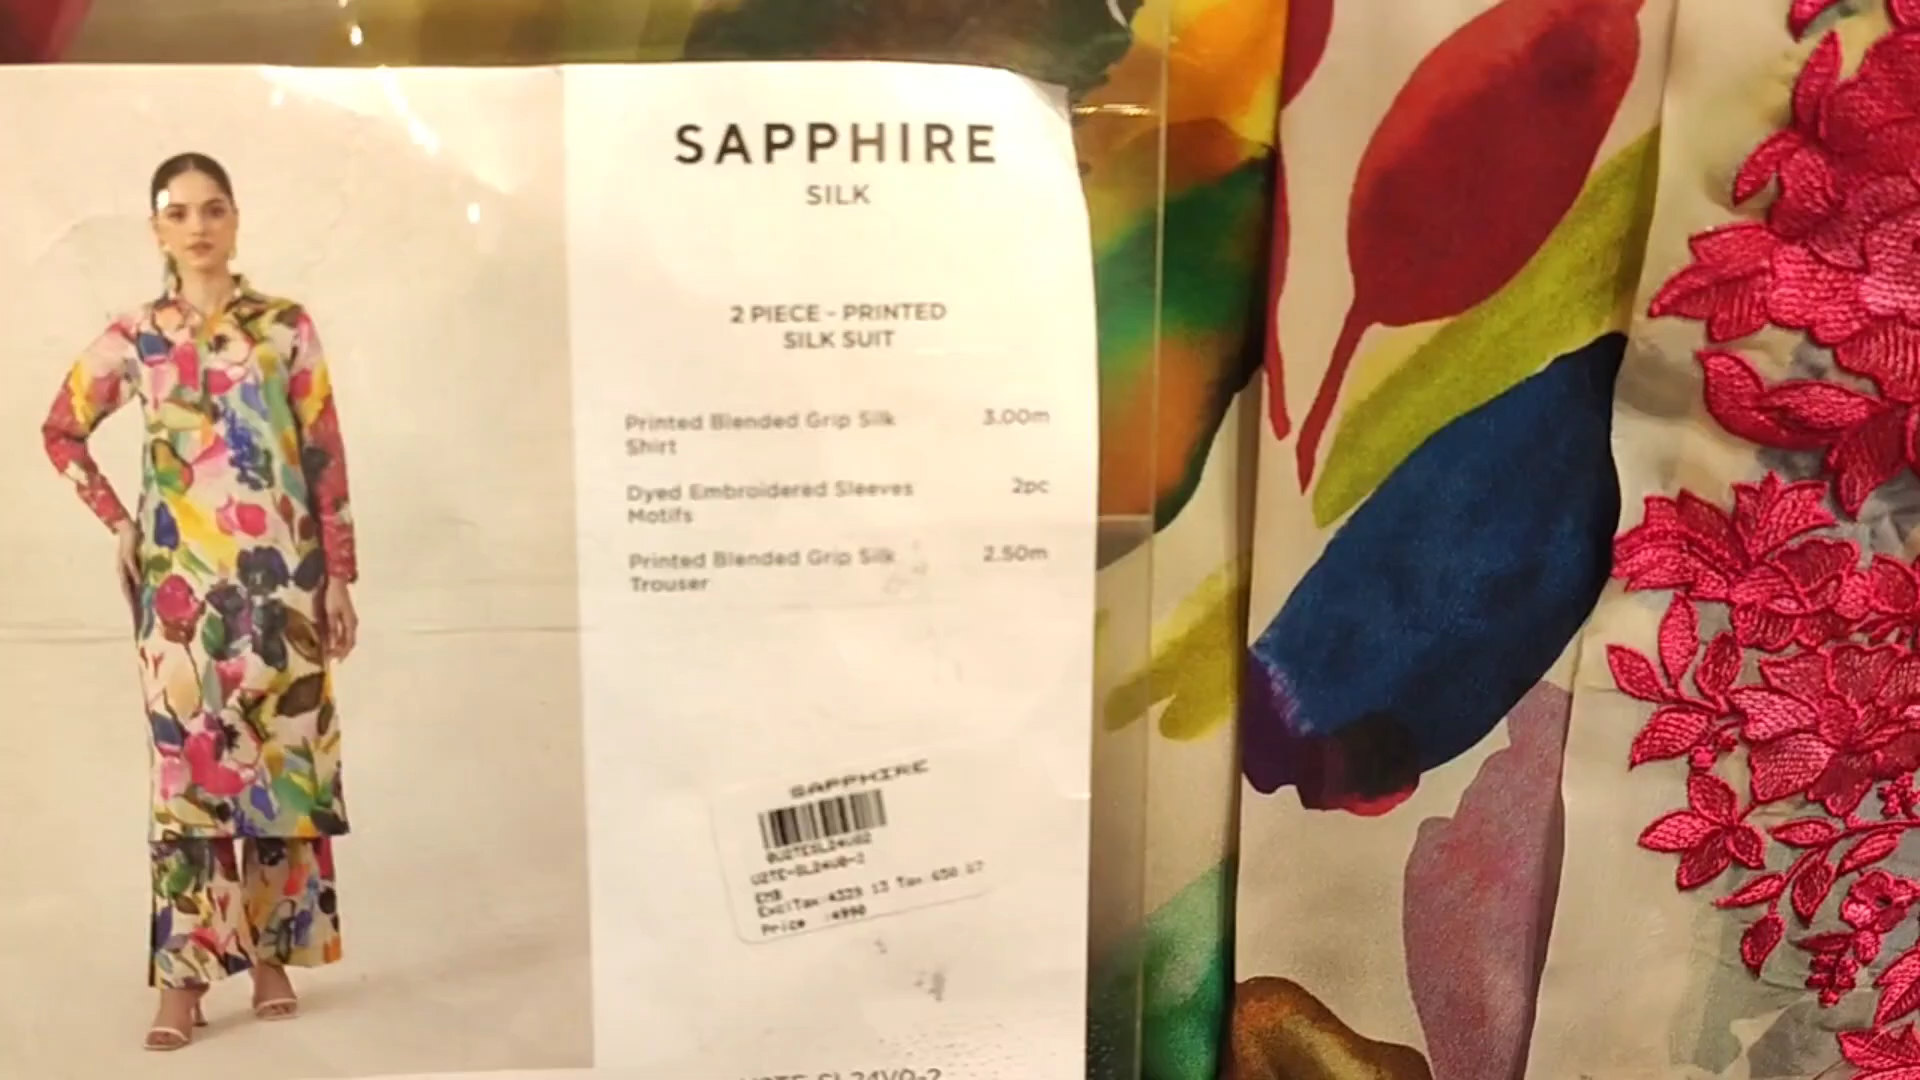 SAPPHIRE
SILK
2 PIECE - PRINTED
SILK SUIT
Printed Blended Grip Silk 3.00m
Shirt
Dyed Embroidered Sleeves 2pc
Motifs
Printed Blended Grip Silk 2.50m
Trouser
SAPPHIRE
EMB
Price :4990